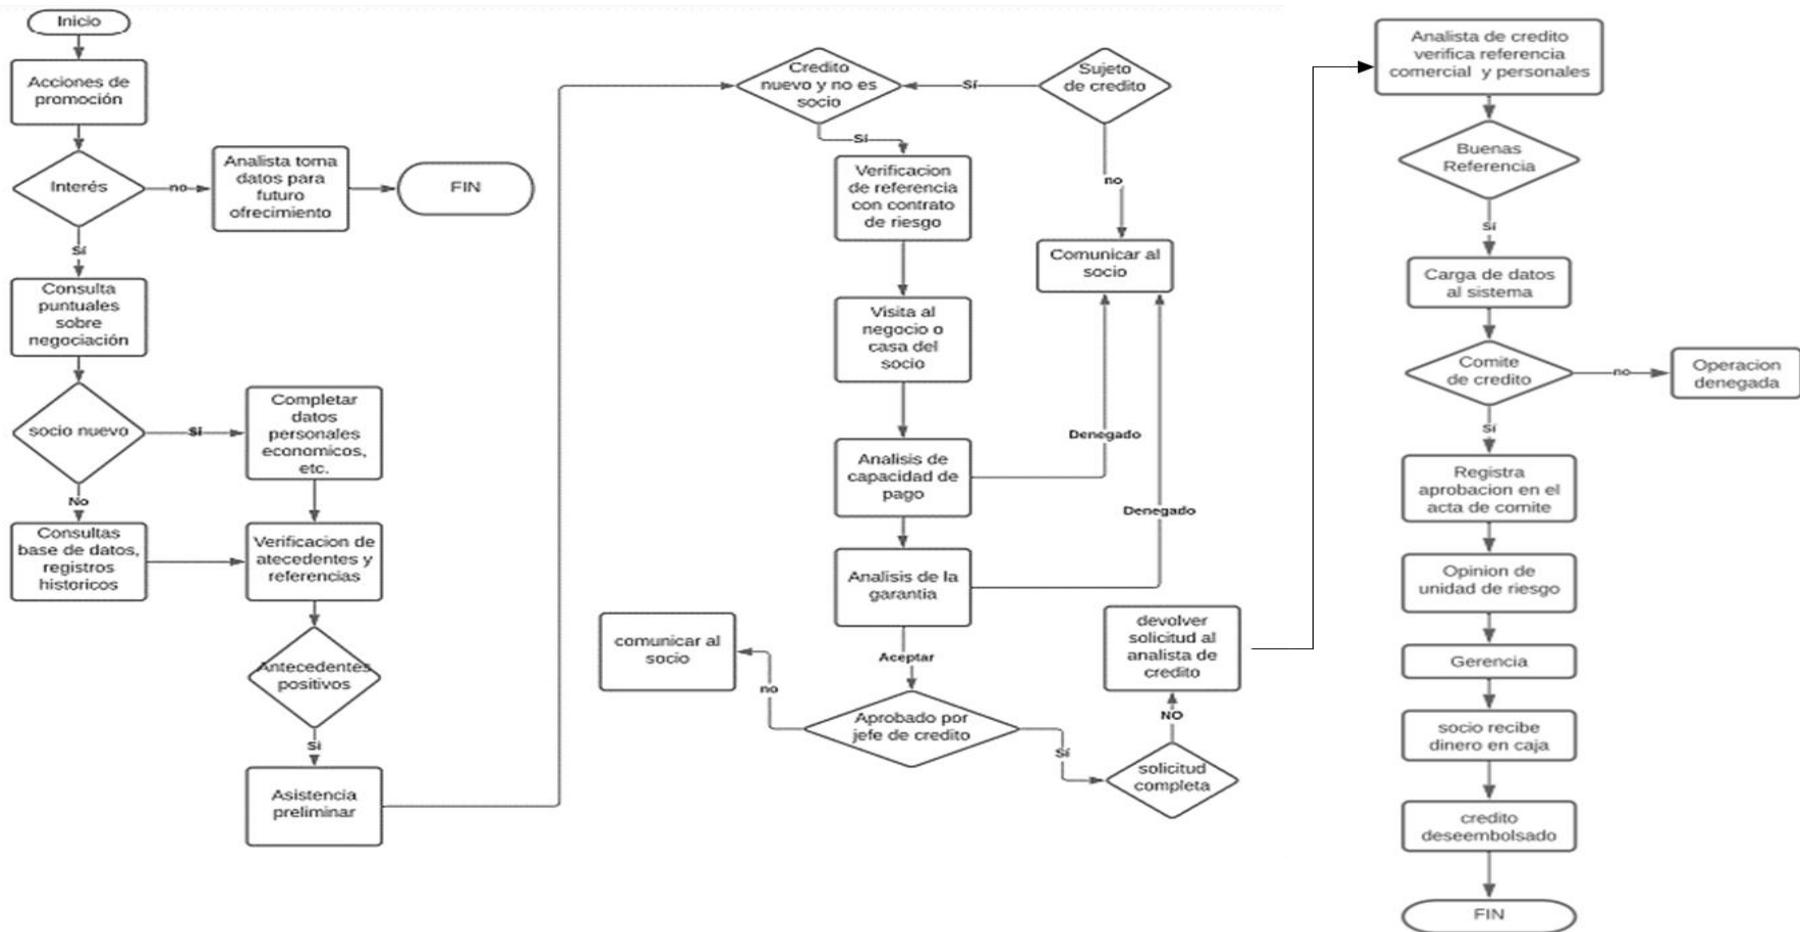 Inicio
Acciones de
promoción
Interés
no
Analista toma
datos para
futuro
ofrecimiento
FIN
Sí
Consulta
puntuales
sobre
negociación
socio nuevo
Sí
Completar
datos
personales
economicos,
etc.
No
Consultas
base de datos,
registros
historicos
Verificacion de
atecedentes y
referencias
Antecedentes
positivos
Sí
Asistencia
preliminar
Credito
nuevo y no es
socio
Sí
Sujeto
de credito
Sí
no
Verificacion
de referencia
con contrato
de riesgo
Comunicar al
socio
Visita al
negocio o
casa del
socio
Denegado
Analisis de
capacidad de
pago
Denegado
Analisis de la
garantia
Aceptar
comunicar al
socio
no
Aprobado por
jefe de credito
Sí
devolver
solicitud al
analista de
credito
NO
solicitud
completa
Analista de credito
verifica referencia
comercial y personales
Buenas
Referencia
Sí
Carga de datos
al sistema
Comite
de credito
no
Operacion
denegada
Sí
Registra
aprobacion en el
acta de comite
Opinion de
unidad de riesgo
Gerencia
socio recibe
dinero en caja
credito
deseembolsado
FIN